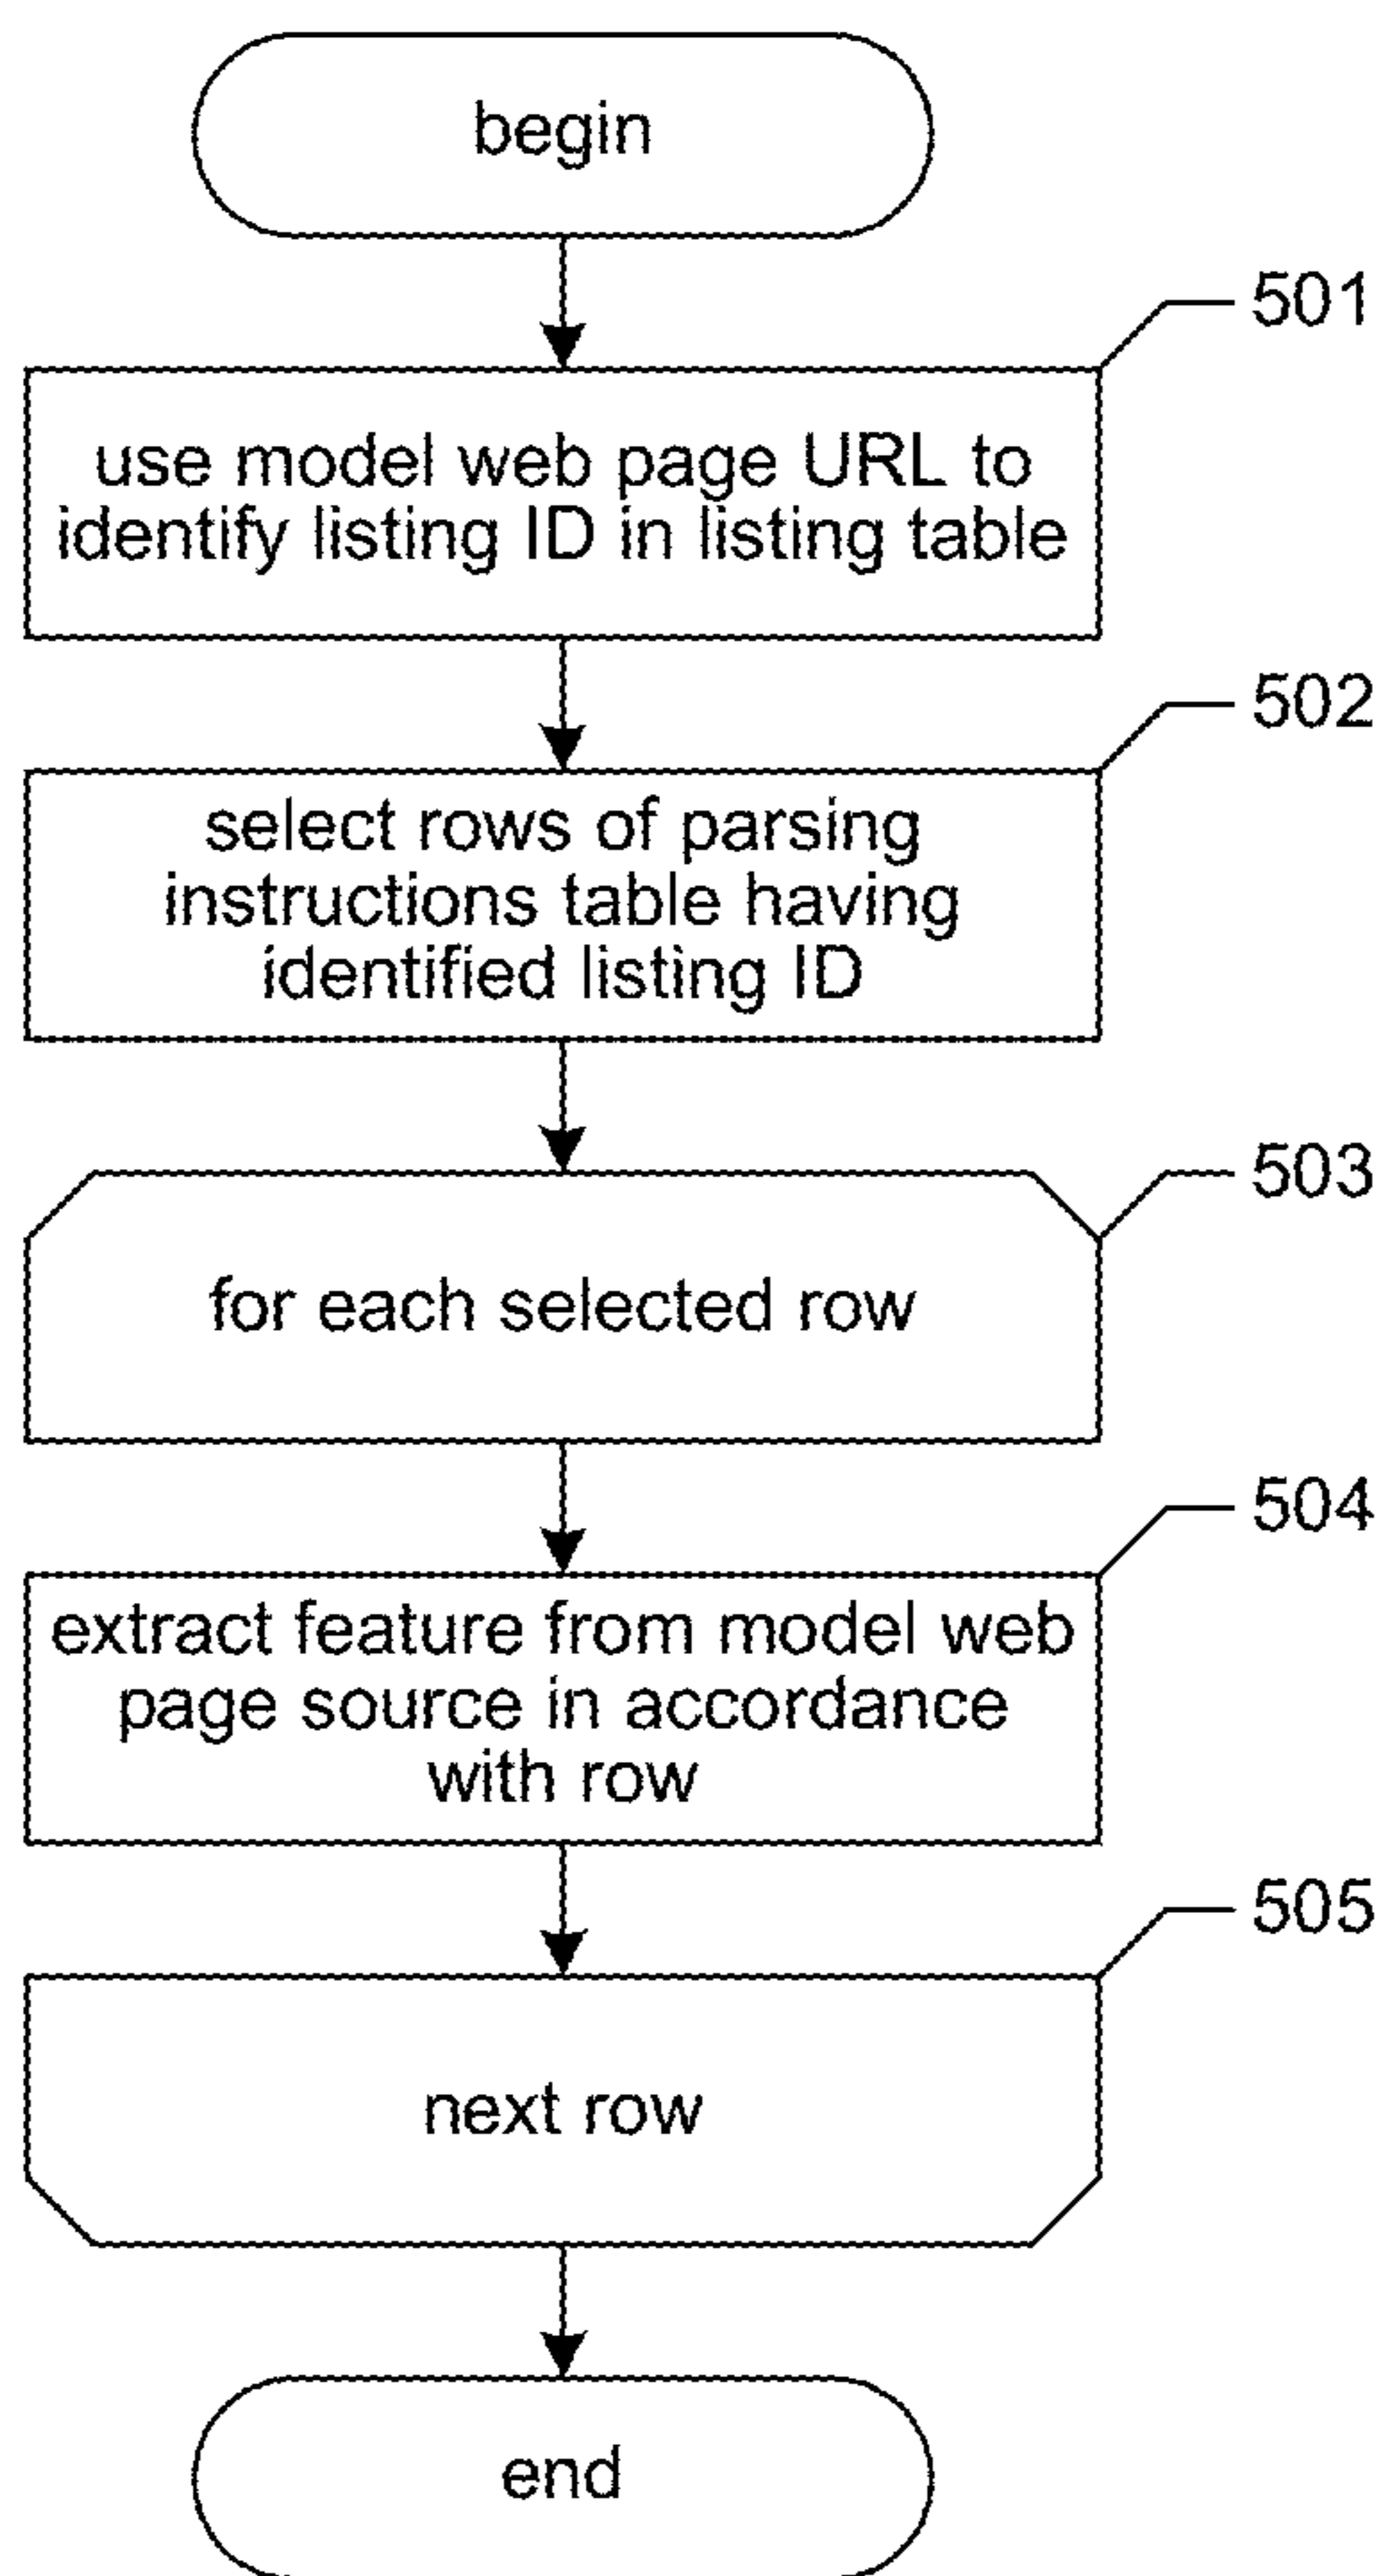 begin
501
use model web page URL to
identify listing ID in listing table
502
select rows of parsing
instructions table having
identified listing ID
503
for each selected row
504
extract feature from model web
page source in accordance
with row
505
next row
end